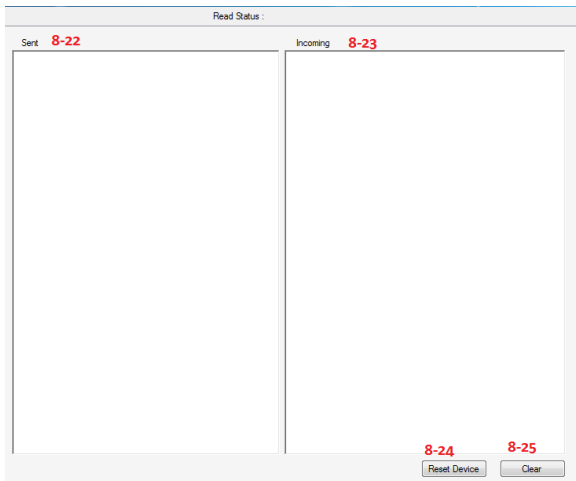 Read Status :
Sent 8-22
Incoming 8-23
8-24 8-25
Reset Device Clear